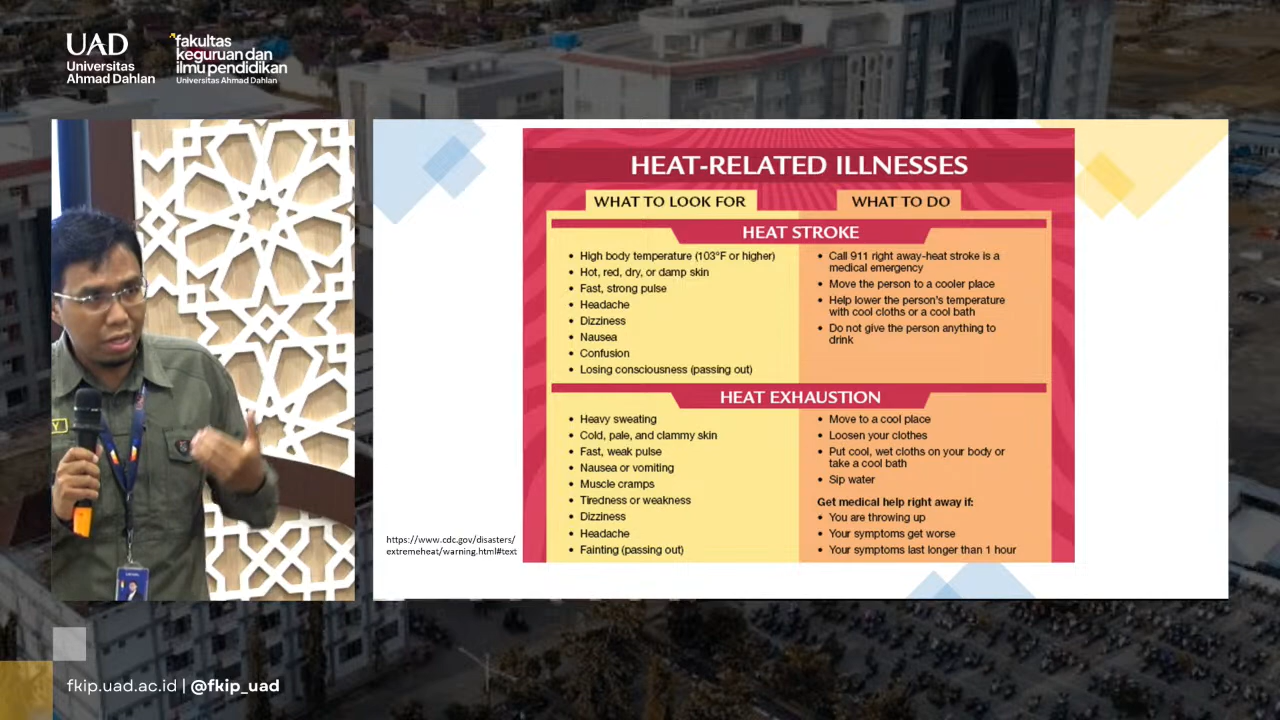 UAD
Universitas
Ahmad Dahlan
fakultas
keguruan dan
ilmu pendidikan
Universitas Ahmad Dahlan
HEAT-RELATED ILLNESSES
WHAT TO LOOK FOR
WHAT TO DO
HEAT STROKE
• High body temperature (103°F or higher)
• Hot, red, dry, or damp skin
• Fast, strong pulse
• Headache
• Dizziness
• Nausea
• Confusion
• Losing consciousness (passing out)
• Call 911 right away-heat stroke is a
medical emergency
• Move the person to a cooler place
• Help lower the person's temperature
with cool cloths or a cool bath
• Do not give the person anything to
drink
HEAT EXHAUSTION
• Heavy sweating
• Cold, pale, and clammy skin
• Fast, weak pulse
• Nausea or vomiting
• Muscle cramps
• Tiredness or weakness
• Dizziness
• Headache
• Fainting (passing out)
• Move to a cool place
• Loosen your clothes
• Put cool, wet cloths on your body or
take a cool bath
• Sip water
Get medical help right away if:
• You are throwing up
• Your symptoms get worse
• Your symptoms last longer than 1 hour
https://www.cdc.gov/disasters/
extremeheat/warning.html#text
fkip.uad.ac.id | @fkip_uad